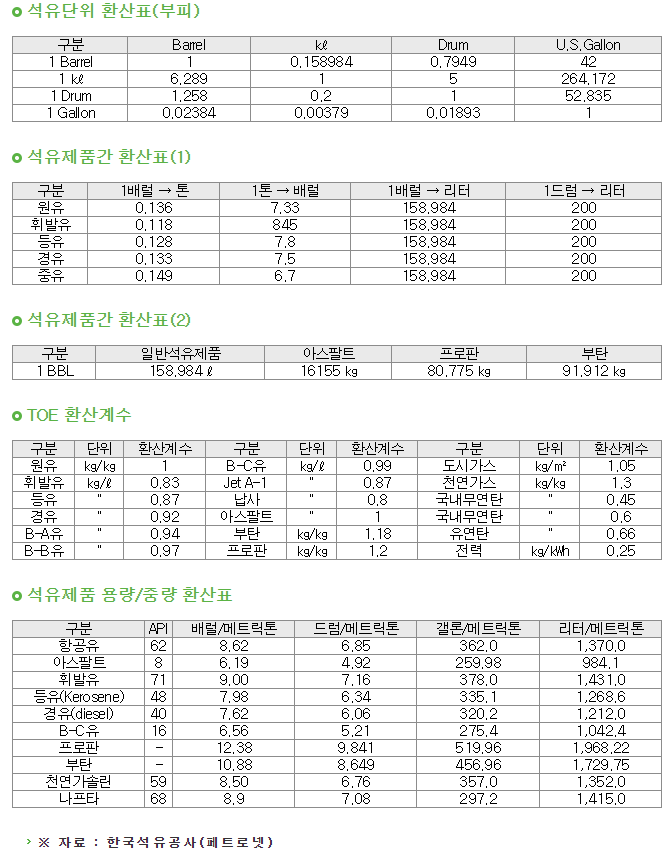 석유단위 환산표(부피)
구분 Barrel ㎘ Drum U.S.Gallon
1 Barrel 1 0.158984 0.7949 42
1 ㎘ 6.289 1 5 264.172
1 Drum 1.258 0.2 1 52.835
1 Gallon 0.02384 0.00379 0.01893 1
석유제품간 환산표(1)
구분 1배럴 → 톤 1톤 → 배럴 1배럴 → 리터 1드럼 → 리터
원유 0.136 7.33 158.984 200
휘발유 0.118 845 158.984 200
등유 0.128 7.8 158.984 200
경유 0.133 7.5 158.984 200
중유 0.149 6.7 158.984 200
석유제품간 환산표(2)
구분 일반석유제품 아스팔트 프로판 부탄
1 BBL 158.984 ℓ 16155 ㎏ 80.775 ㎏ 91.912 ㎏
TOE 환산계수
구분 단위 환산계수 구분 단위 환산계수 구분 단위 환산계수
원유 ㎏/㎏ 1 B-C유 ㎏/ℓ 0.99 도시가스 ㎏/㎥ 1.05
휘발유 ㎏/ℓ 0.83 Jet A-1 " 0.87 천연가스 ㎏/㎏ 1.3
등유 " 0.87 납사 " 0.8 국내무연탄 " 0.45
경유 " 0.92 아스팔트 " 1 국내무연탄 " 0.6
B-A유 " 0.94 부탄 ㎏/㎏ 1.18 유연탄 " 0.66
B-B유 " 0.97 프로판 ㎏/㎏ 1.2 전력 ㎏/㎾h 0.25
석유제품 용량/중량 환산표
구분 API 배럴/메트릭톤 드럼/메트릭톤 갤론/메트릭톤 리터/메트릭톤
항공유 62 8.62 6.85 362.0 1,370.0
아스팔트 8 6.19 4.92 259.98 984.1
휘발유 71 9.00 7.16 378.0 1,431.0
등유(Kerosene) 48 7.98 6.34 335.1 1,268.6
경유(diesel) 40 7.62 6.06 320.2 1,212.0
B-C유 16 6.56 5.21 275.4 1,042.4
프로판 - 12.38 9.841 519.96 1,968.22
부탄 - 10.88 8.649 456.96 1,729.75
천연가솔린 59 8.50 6.76 357.0 1,352.0
나프타 68 8.9 7.08 297.2 1,415.0
※ 자료 : 한국석유공사(페트로넷)